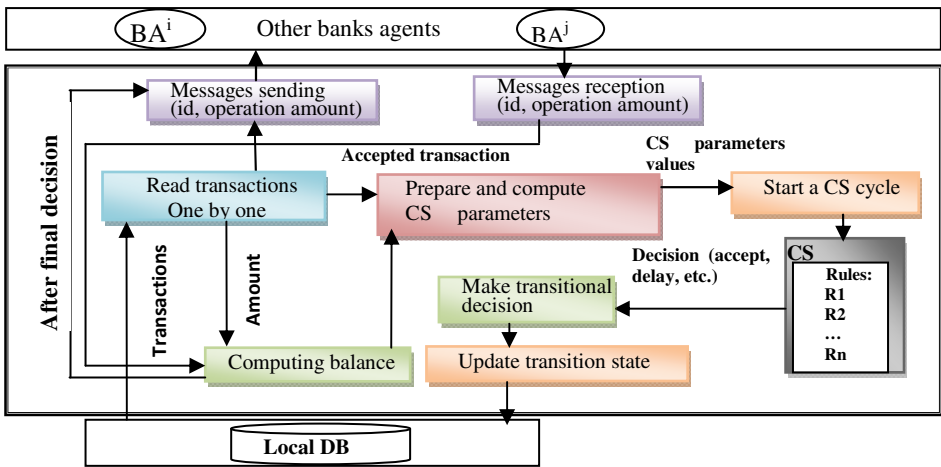 BAⁱ
Other banks agents
BAʲ
Messages sending
(id, operation amount)
Messages reception
(id, operation amount)
Accepted transaction
CS parameters
values
Read transactions
One by one
Prepare and compute
CS parameters
Start a CS cycle
After final decision
Transactions
Amount
Decision (accept,
delay, etc.)
CS
Rules:
R1
R2
…
Rn
Make transitional
decision
Computing balance
Update transition state
Local DB